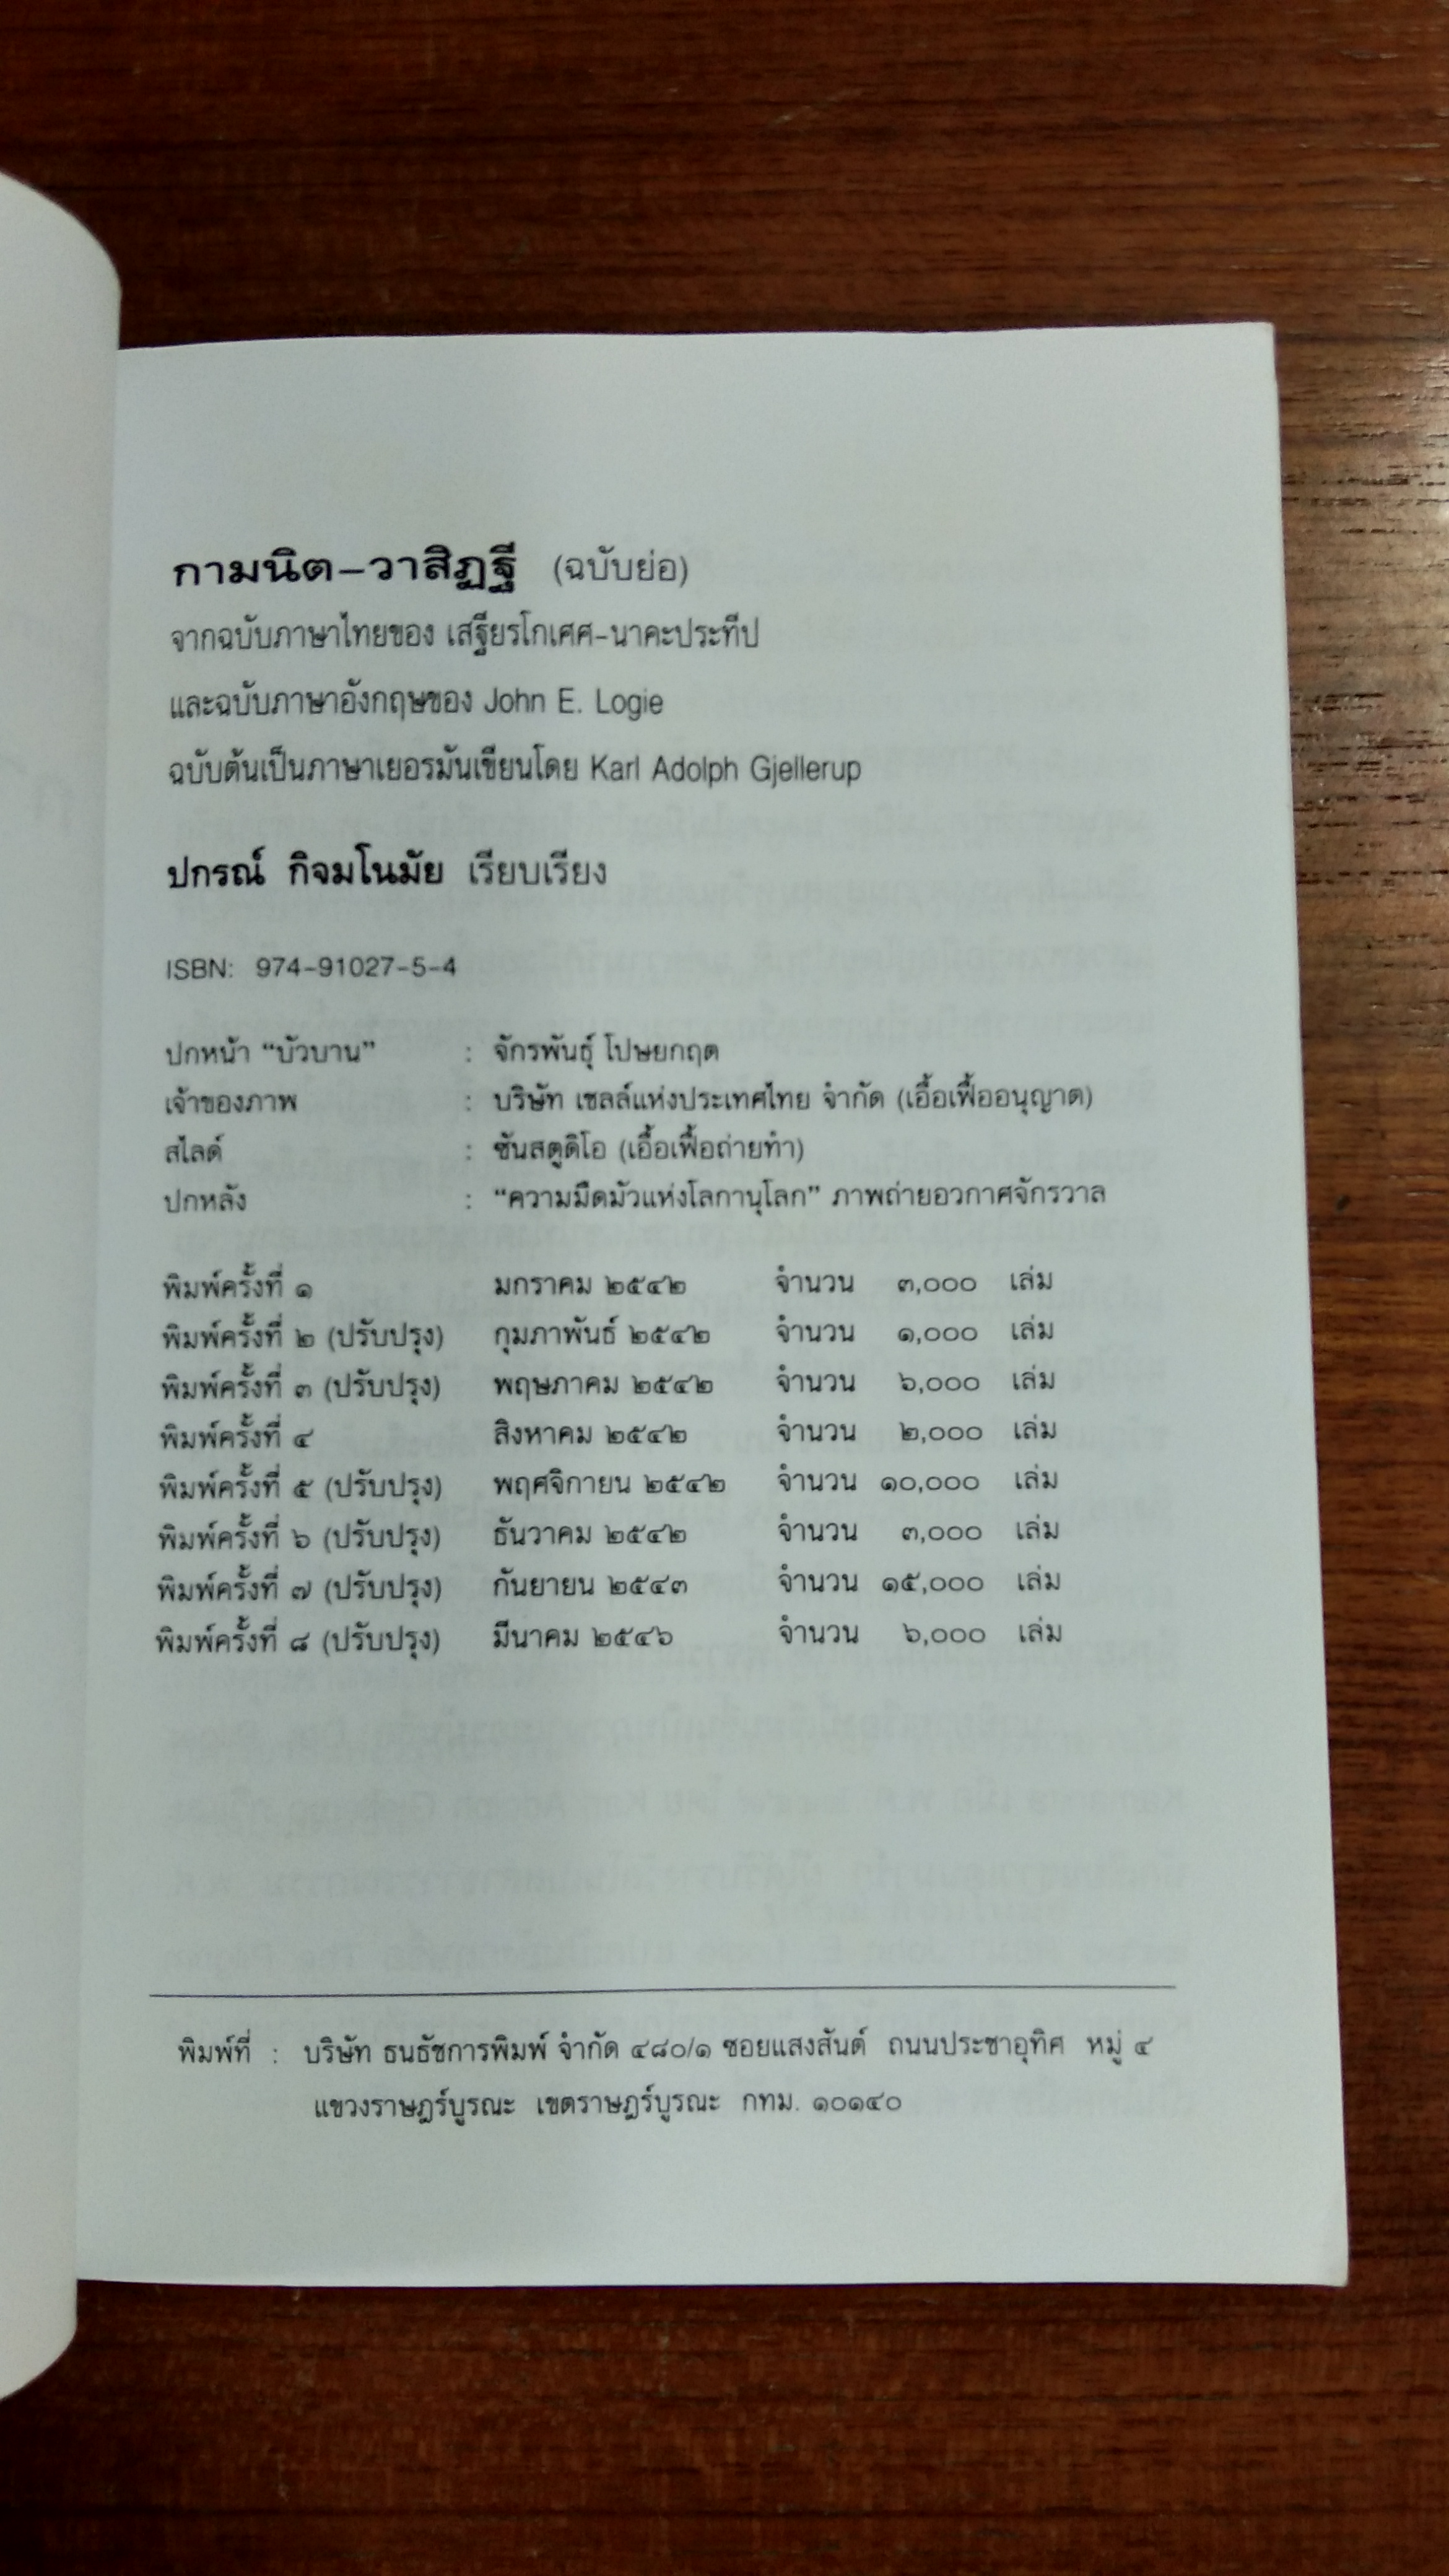 กามนิต-วาสิฏฐี (ฉบับย่อ)
จากฉบับภาษาไทยของ เสฐียรโกเศศ-นาคะประทีป
และฉบับภาษาอังกฤษของ John E. Logie
ฉบับต้นเป็นภาษาเยอรมันเขียนโดย Karl Adolph Gjellerup
ปกรณ์ กิจมโนมัย เรียบเรียง
ISBN: 974-91027-5-4
ปกหน้า “บัวบาน” : จักรพันธุ์ โปษยกฤต
เจ้าของภาพ : บริษัท เชลล์แห่งประเทศไทย จำกัด (เอื้อเฟื้ออนุญาต)
สไลด์ : ซันสตูดิโอ (เอื้อเฟื้อถ่ายทำ)
ปกหลัง : “ความมืดมัวแห่งโลกานุโลก” ภาพถ่ายอวกาศจักรวาล
พิมพ์ครั้งที่ ๑ มกราคม ๒๕๔๒ จำนวน ๓,๐๐๐ เล่ม
พิมพ์ครั้งที่ ๒ (ปรับปรุง) กุมภาพันธ์ ๒๕๔๒ จำนวน ๑,๐๐๐ เล่ม
พิมพ์ครั้งที่ ๓ (ปรับปรุง) พฤษภาคม ๒๕๔๒ จำนวน ๖,๐๐๐ เล่ม
พิมพ์ครั้งที่ ๔ สิงหาคม ๒๕๔๒ จำนวน ๒,๐๐๐ เล่ม
พิมพ์ครั้งที่ ๕ (ปรับปรุง) พฤศจิกายน ๒๕๔๒ จำนวน ๑๐,๐๐๐ เล่ม
พิมพ์ครั้งที่ ๖ (ปรับปรุง) ธันวาคม ๒๕๔๒ จำนวน ๓,๐๐๐ เล่ม
พิมพ์ครั้งที่ ๗ (ปรับปรุง) กันยายน ๒๕๔๓ จำนวน ๑๕,๐๐๐ เล่ม
พิมพ์ครั้งที่ ๘ (ปรับปรุง) มีนาคม ๒๕๔๖ จำนวน ๖,๐๐๐ เล่ม
พิมพ์ที่ : บริษัท ธนธัชการพิมพ์ จำกัด ๔๘๐/๑ ซอยแสงสันต์ ถนนประชาอุทิศ หมู่ ๔
แขวงราษฎร์บูรณะ เขตราษฎร์บูรณะ กทม. ๑๐๑๔๐